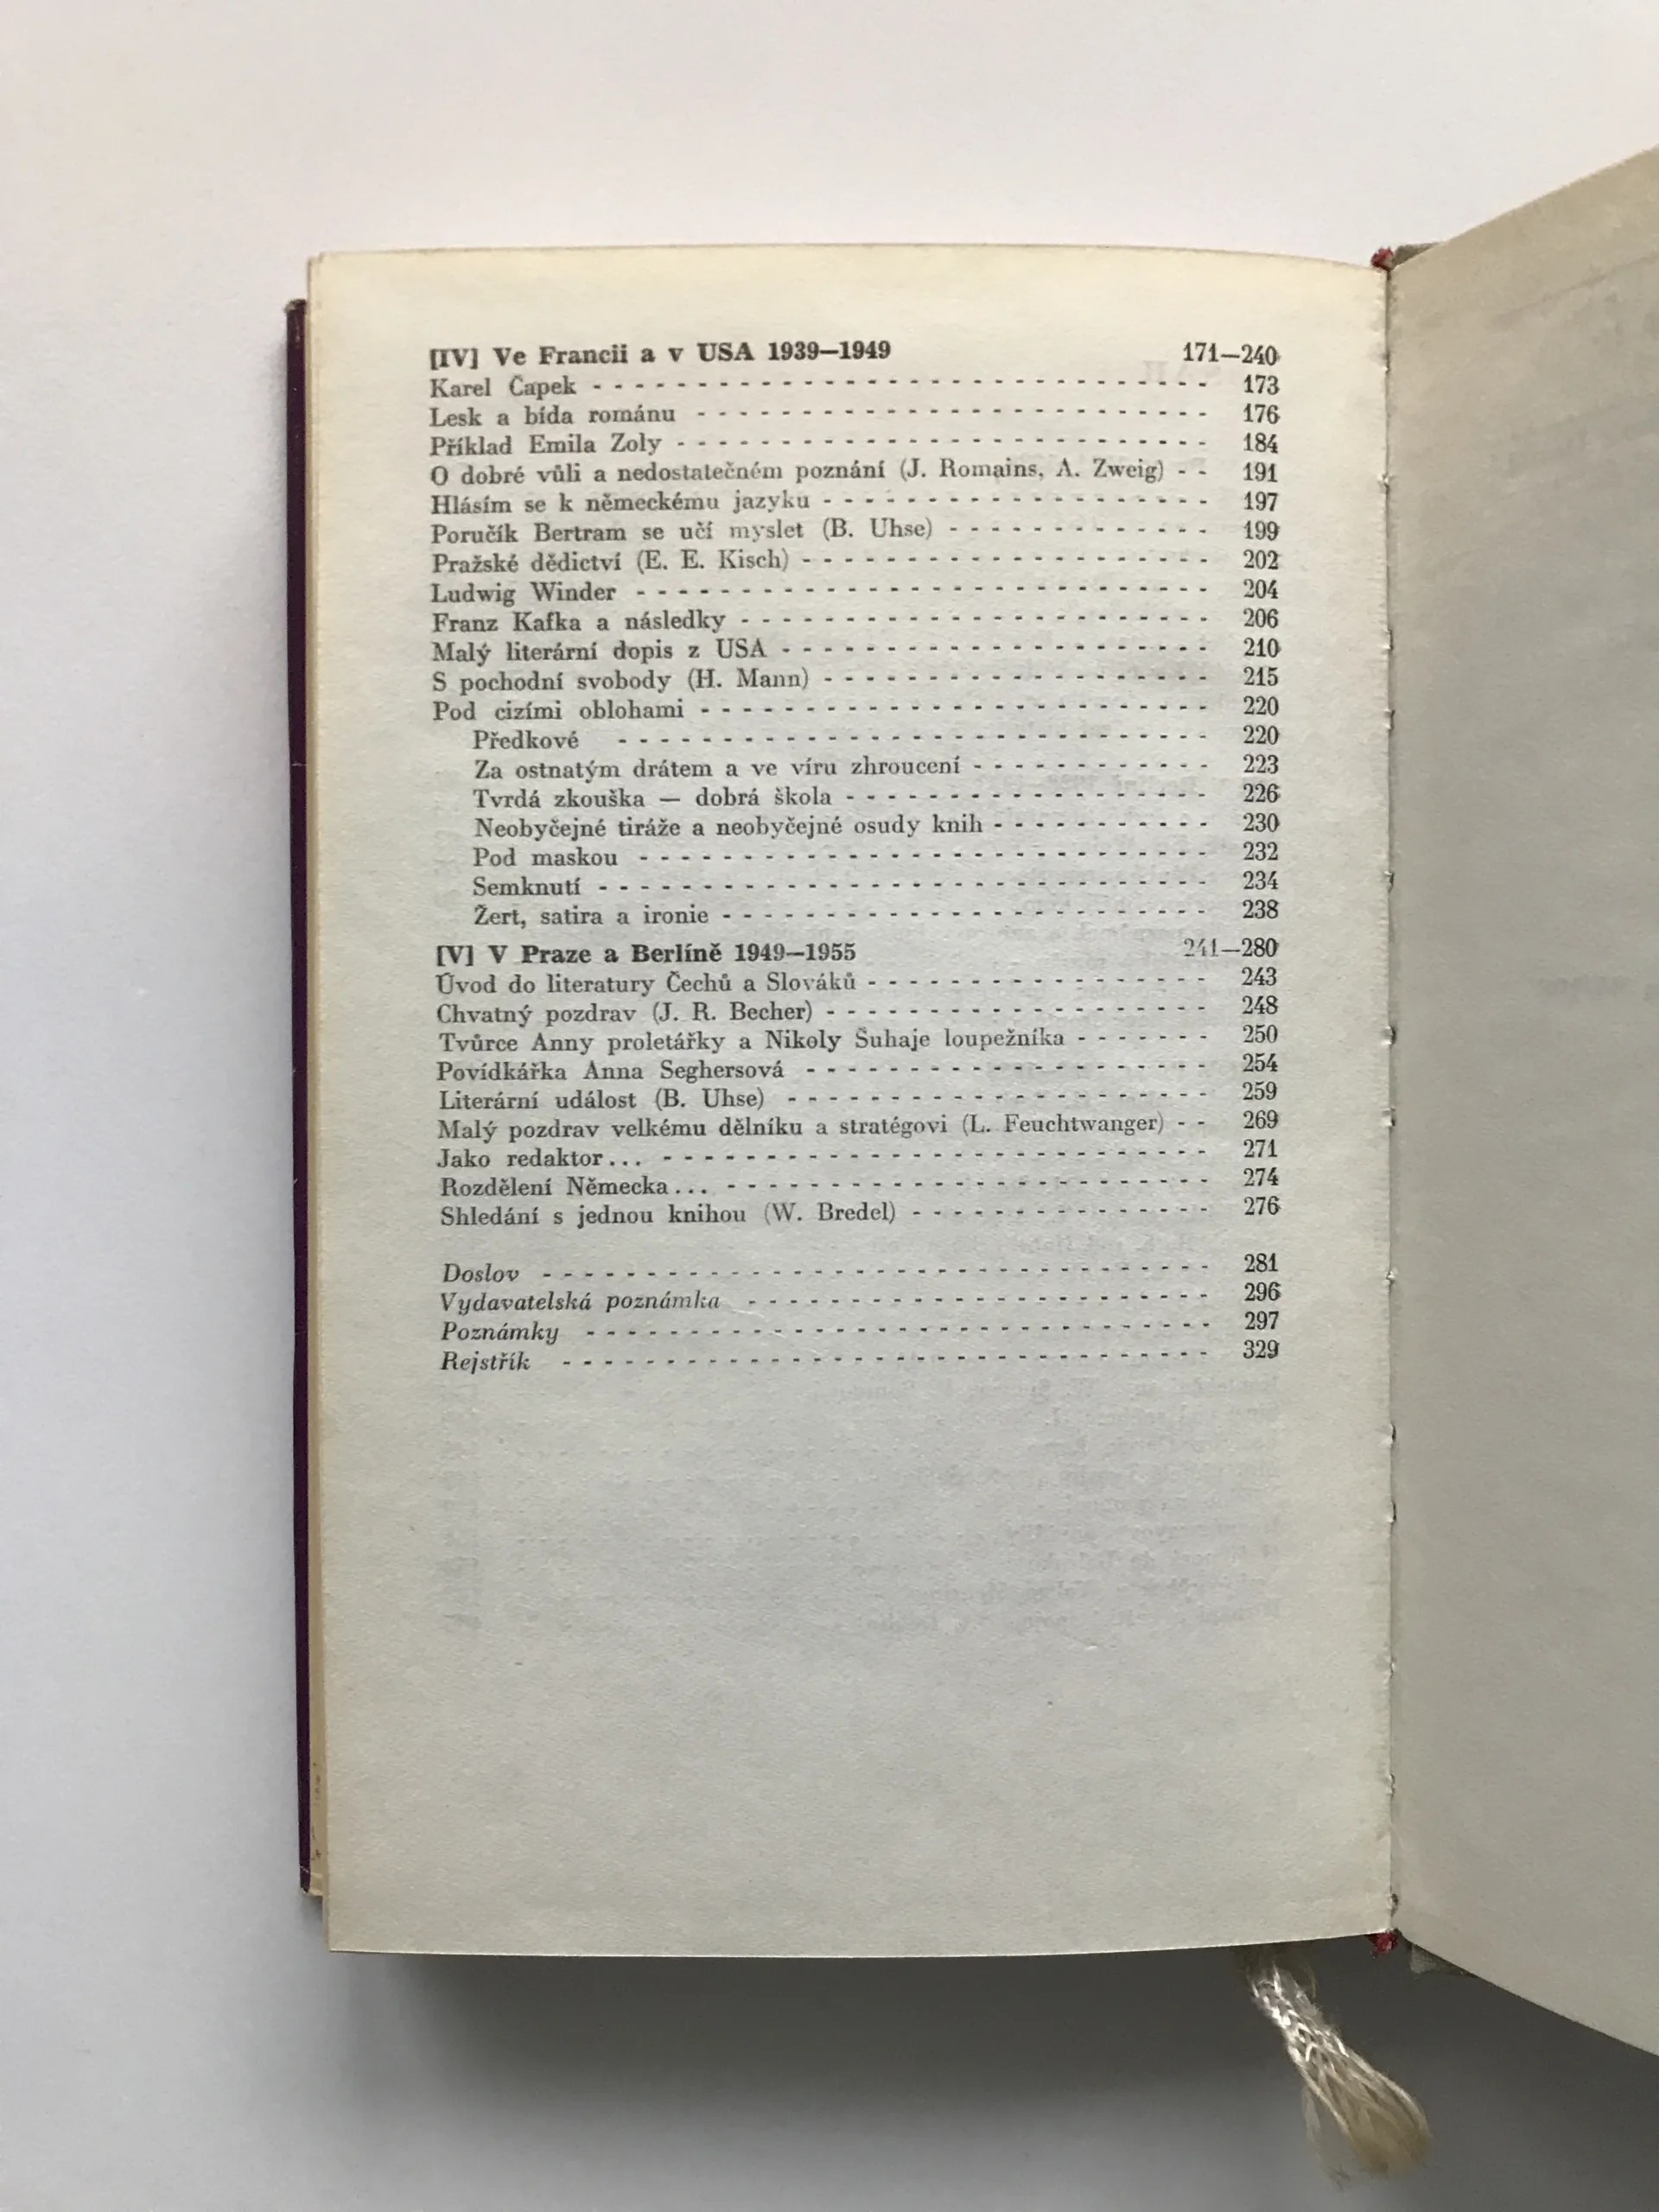 [IV] Ve Francii a v USA 1939—1949 171—240
Karel Čapek - - - - - - - - - - - - - - - - - - - - - - - - - - - - - - 173
Lesk a bída románu - - - - - - - - - - - - - - - - - - - - - - - - - 176
Příklad Emila Zoly - - - - - - - - - - - - - - - - - - - - - - - - - - 184
O dobré vůli a nedostatečném poznání (J. Romains, A. Zweig) - - 191
Hlásím se k německému jazyku - - - - - - - - - - - - - - - - - - - 197
Poručík Bertram se učí myslet (B. Uhse) - - - - - - - - - - - - - 199
Pražské dědictví (E. E. Kisch) - - - - - - - - - - - - - - - - - - - - 202
Ludwig Winder - - - - - - - - - - - - - - - - - - - - - - - - - - - - 204
Franz Kafka a následky - - - - - - - - - - - - - - - - - - - - - - - 206
Malý literární dopis z USA - - - - - - - - - - - - - - - - - - - - - 210
S pochodní svobody (H. Mann) - - - - - - - - - - - - - - - - - - - 215
Pod cizími oblohami - - - - - - - - - - - - - - - - - - - - - - - - - 220
Předkové - - - - - - - - - - - - - - - - - - - - - - - - - - - - - 220
Za ostnatým drátem a ve víru zhroucení - - - - - - - - - - - - 223
Tvrdá zkouška — dobrá škola - - - - - - - - - - - - - - - - - - 226
Neobyčejné tiráže a neobyčejné osudy knih - - - - - - - - - - - 230
Pod maskou - - - - - - - - - - - - - - - - - - - - - - - - - - - - 232
Semknutí - - - - - - - - - - - - - - - - - - - - - - - - - - - - - - 234
Žert, satira a ironie - - - - - - - - - - - - - - - - - - - - - - - - 238
[V] V Praze a Berlíně 1949—1955 241—280
Úvod do literatury Čechů a Slováků - - - - - - - - - - - - - - - - - 243
Chvatný pozdrav (J. R. Becher) - - - - - - - - - - - - - - - - - - - 248
Tvůrce Anny proletářky a Nikoly Šuhaje loupežníka - - - - - - - 250
Povídkářka Anna Seghersová - - - - - - - - - - - - - - - - - - - - 254
Literární událost (B. Uhse) - - - - - - - - - - - - - - - - - - - - - 259
Malý pozdrav velkému dělníku a stratégovi (L. Feuchtwanger) - - 269
Jako redaktor... - - - - - - - - - - - - - - - - - - - - - - - - - - - 271
Rozdělení Německa... - - - - - - - - - - - - - - - - - - - - - - - - 274
Shledání s jednou knihou (W. Bredel) - - - - - - - - - - - - - - - 276
Doslov - - - - - - - - - - - - - - - - - - - - - - - - - - - - - - - - - 281
Vydavatelská poznámka - - - - - - - - - - - - - - - - - - - - - - - 296
Poznámky - - - - - - - - - - - - - - - - - - - - - - - - - - - - - - 297
Rejstřík - - - - - - - - - - - - - - - - - - - - - - - - - - - - - - - - 329